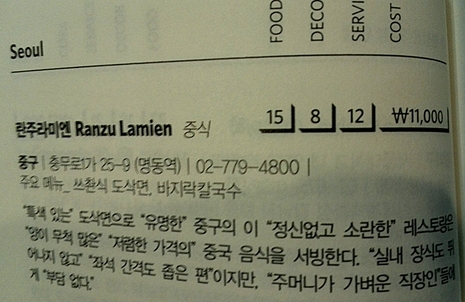 FOOD DECO SERVI COST
Seoul
란주라미엔 Ranzu Lamien 중식 15 8 12 ₩11,000
중구 | 충무로1가 25-9 (명동역) | 02-779-4800 |
주요 메뉴_ 쓰촨식 도삭면, 바지락칼국수
"특색 있는" 도삭면으로 "유명한" 중구의 이 "정신없고 소란한" 레스토랑은
"양이 무척 많은" "저렴한 가격의" 중국 음식을 서빙한다. "실내 장식도 뛰
어나지 않고" "좌석 간격도 좁은 편"이지만, "주머니가 가벼운 직장인"들에
게 "부담 없다."